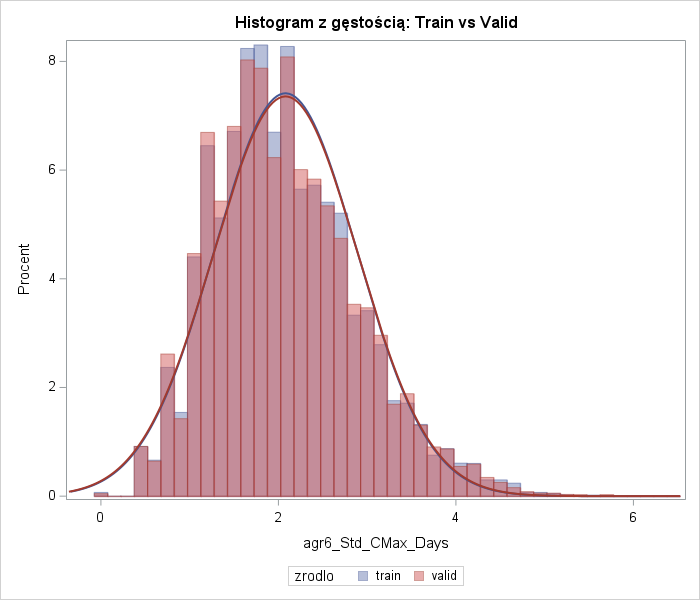 Histogram z gęstością: Train vs Valid
8
6
4
2
0
Procent
0 2 4 6
agr6_Std_CMax_Days
zrodlo train valid